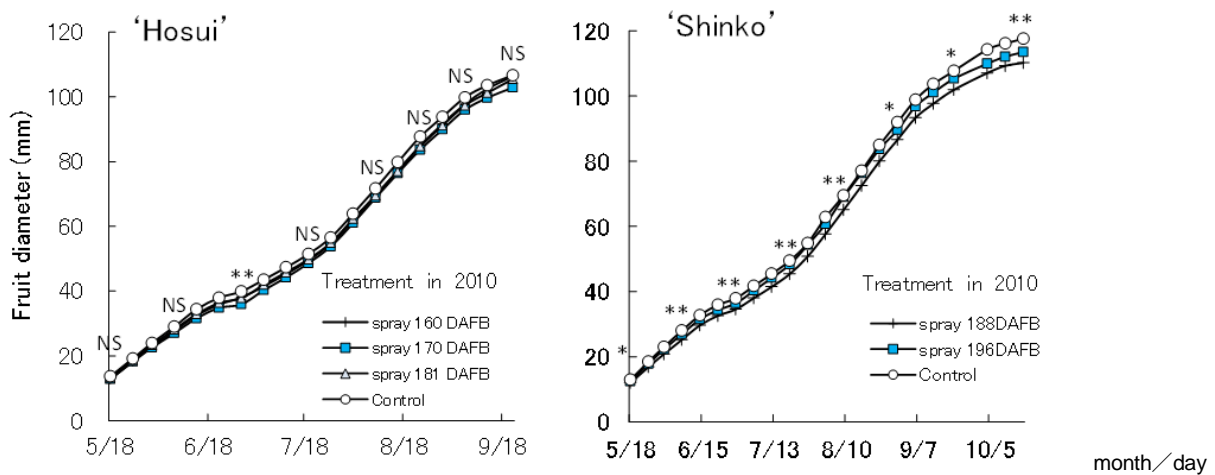 'Hosui'
Fruit diameter (mm)
120
100
80
60
40
20
0
NS
NS
**
NS
NS
NS
NS
NS
Treatment in 2010
spray 160 DAFB
spray 170 DAFB
spray 181 DAFB
Control
5/18
6/18
7/18
8/18
9/18
'Shinko'
120
100
80
60
40
20
0
*
**
**
**
**
*
*
**
Treatment in 2010
spray 188DAFB
spray 196DAFB
Control
5/18
6/15
7/13
8/10
9/7
10/5
month/day